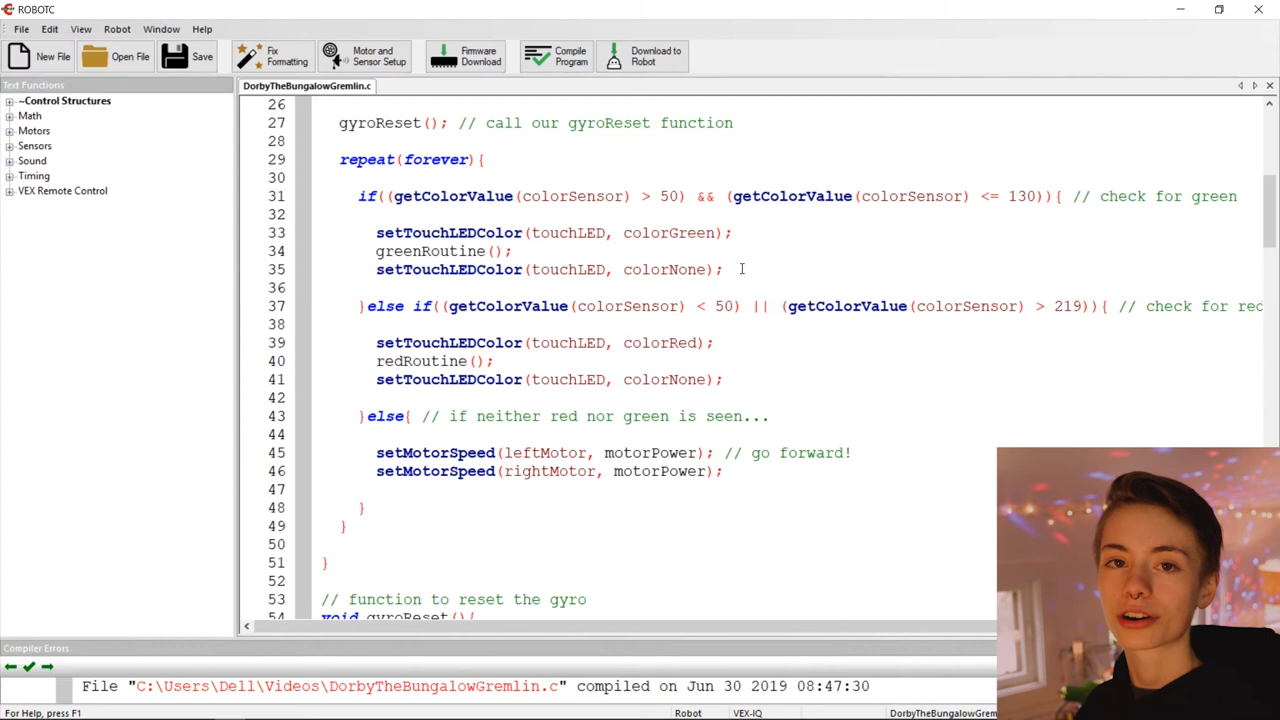 ROBOTC
File Edit View Robot Window Help
New File Open File Save Fix Formatting Motor and Sensor Setup Firmware Download Compile Program Download to Robot
Text Functions
~Control Structures
Math
Motors
Sensors
Sound
Timing
VEX Remote Control
DorbyTheBungalowGremlin.c
26
27 gyroReset(); // call our gyroReset function
28
29 repeat(forever){
30
31 if((getColorValue(colorSensor) > 50) && (getColorValue(colorSensor) <= 130)){ // check for green
32
33 setTouchLEDColor(touchLED, colorGreen);
34 greenRoutine();
35 setTouchLEDColor(touchLED, colorNone);
36
37 }else if((getColorValue(colorSensor) < 50) || (getColorValue(colorSensor) > 219)){ // check for red
38
39 setTouchLEDColor(touchLED, colorRed);
40 redRoutine();
41 setTouchLEDColor(touchLED, colorNone);
42
43 }else{ // if neither red nor green is seen...
44
45 setMotorSpeed(leftMotor, motorPower); // go forward!
46 setMotorSpeed(rightMotor, motorPower);
47
48 }
49 }
50
51 }
52
53 // function to reset the gyro
54 void gyroReset(){
Compiler Errors
File "C:\Users\Dell\Videos\DorbyTheBungalowGremlin.c" compiled on Jun 30 2019 08:47:30
For Help, press F1 Robot VEX-IQ DorbyTheBungalowGrem